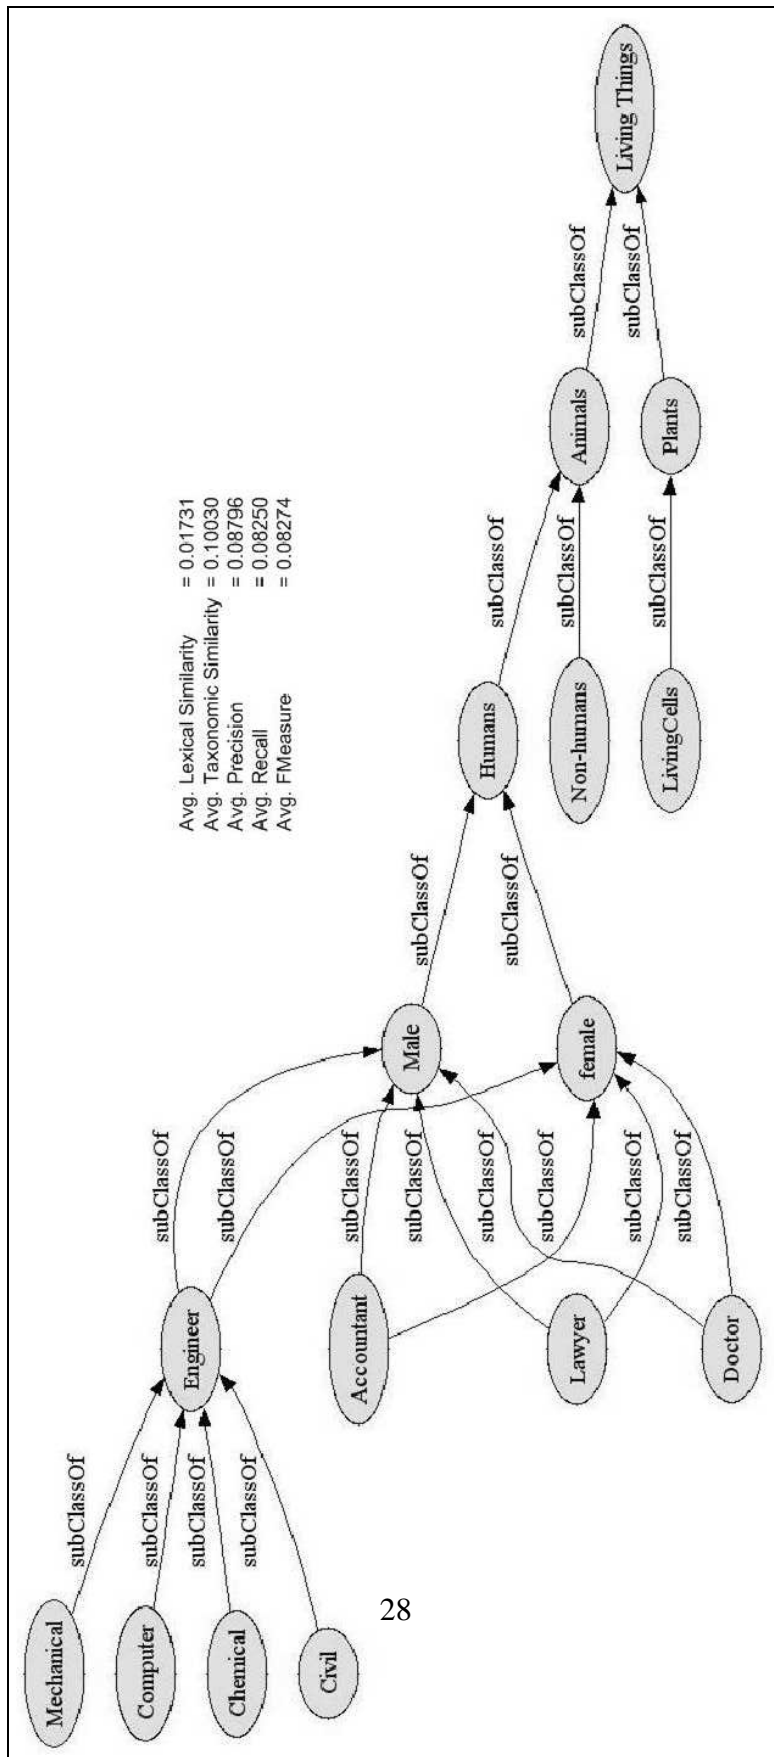 Living Things
subClassOf
subClassOf
Animals
Plants
Avg. Lexical Similarity = 0.01731
Avg. Taxonomic Similarity = 0.10030
Avg. Precision = 0.08796
Avg. Recall = 0.08250
Avg. FMeasure = 0.08274
subClassOf
subClassOf
subClassOf
Humans
Non-humans
LivingCells
subClassOf
subClassOf
Male
female
subClassOf
subClassOf
subClassOf
subClassOf
subClassOf
subClassOf
subClassOf
subClassOf
Engineer
Accountant
Lawyer
Doctor
subClassOf
subClassOf
subClassOf
subClassOf
Mechanical
Computer
Chemical
Civil
28